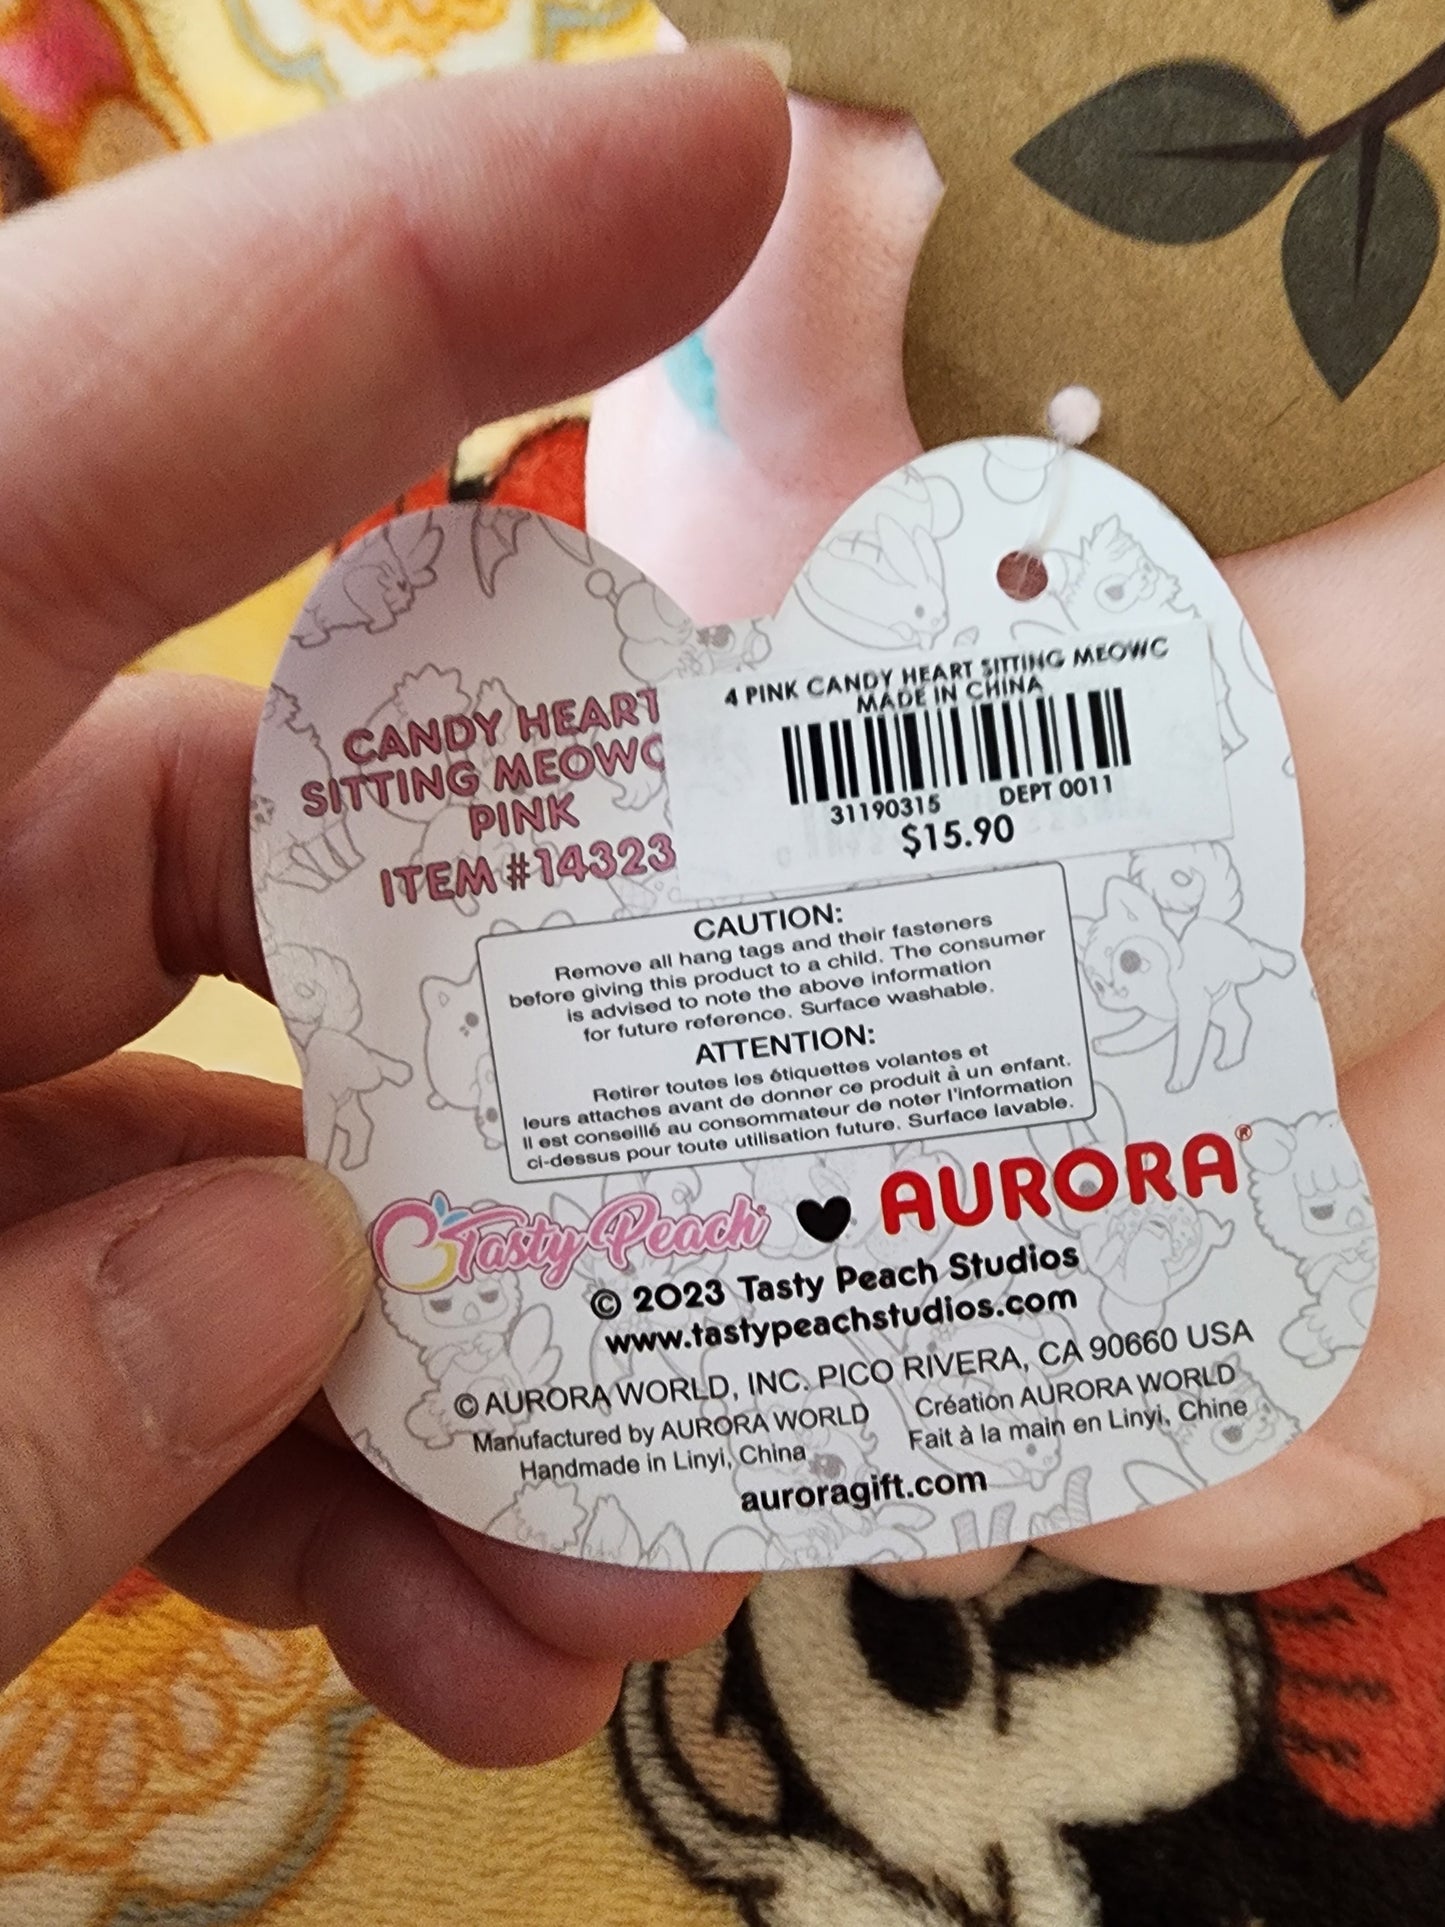 CANDY HEART
SITTING MEOWC
PINK
ITEM #14323
4 PINK CANDY HEART SITTING MEOWC
MADE IN CHINA
31190315 DEPT 0011
$15.90
CAUTION:
Remove all hang tags and their fasteners
before giving this product to a child. The consumer
is advised to note the above information
for future reference. Surface washable.
ATTENTION:
Retirer toutes les étiquettes volantes et
leurs attaches avant de donner ce produit à un enfant.
Il est conseillé au consommateur de noter l'information
ci-dessus pour toute utilisation future. Surface lavable.
Tasty Peach ♥ AURORA®
© 2023 Tasty Peach Studios
www.tastypeachstudios.com
© AURORA WORLD, INC. PICO RIVERA, CA 90660 USA
Manufactured by AURORA WORLD
Handmade in Linyi, China
Création AURORA WORLD
Fait à la main en Linyi, Chine
auroragift.com